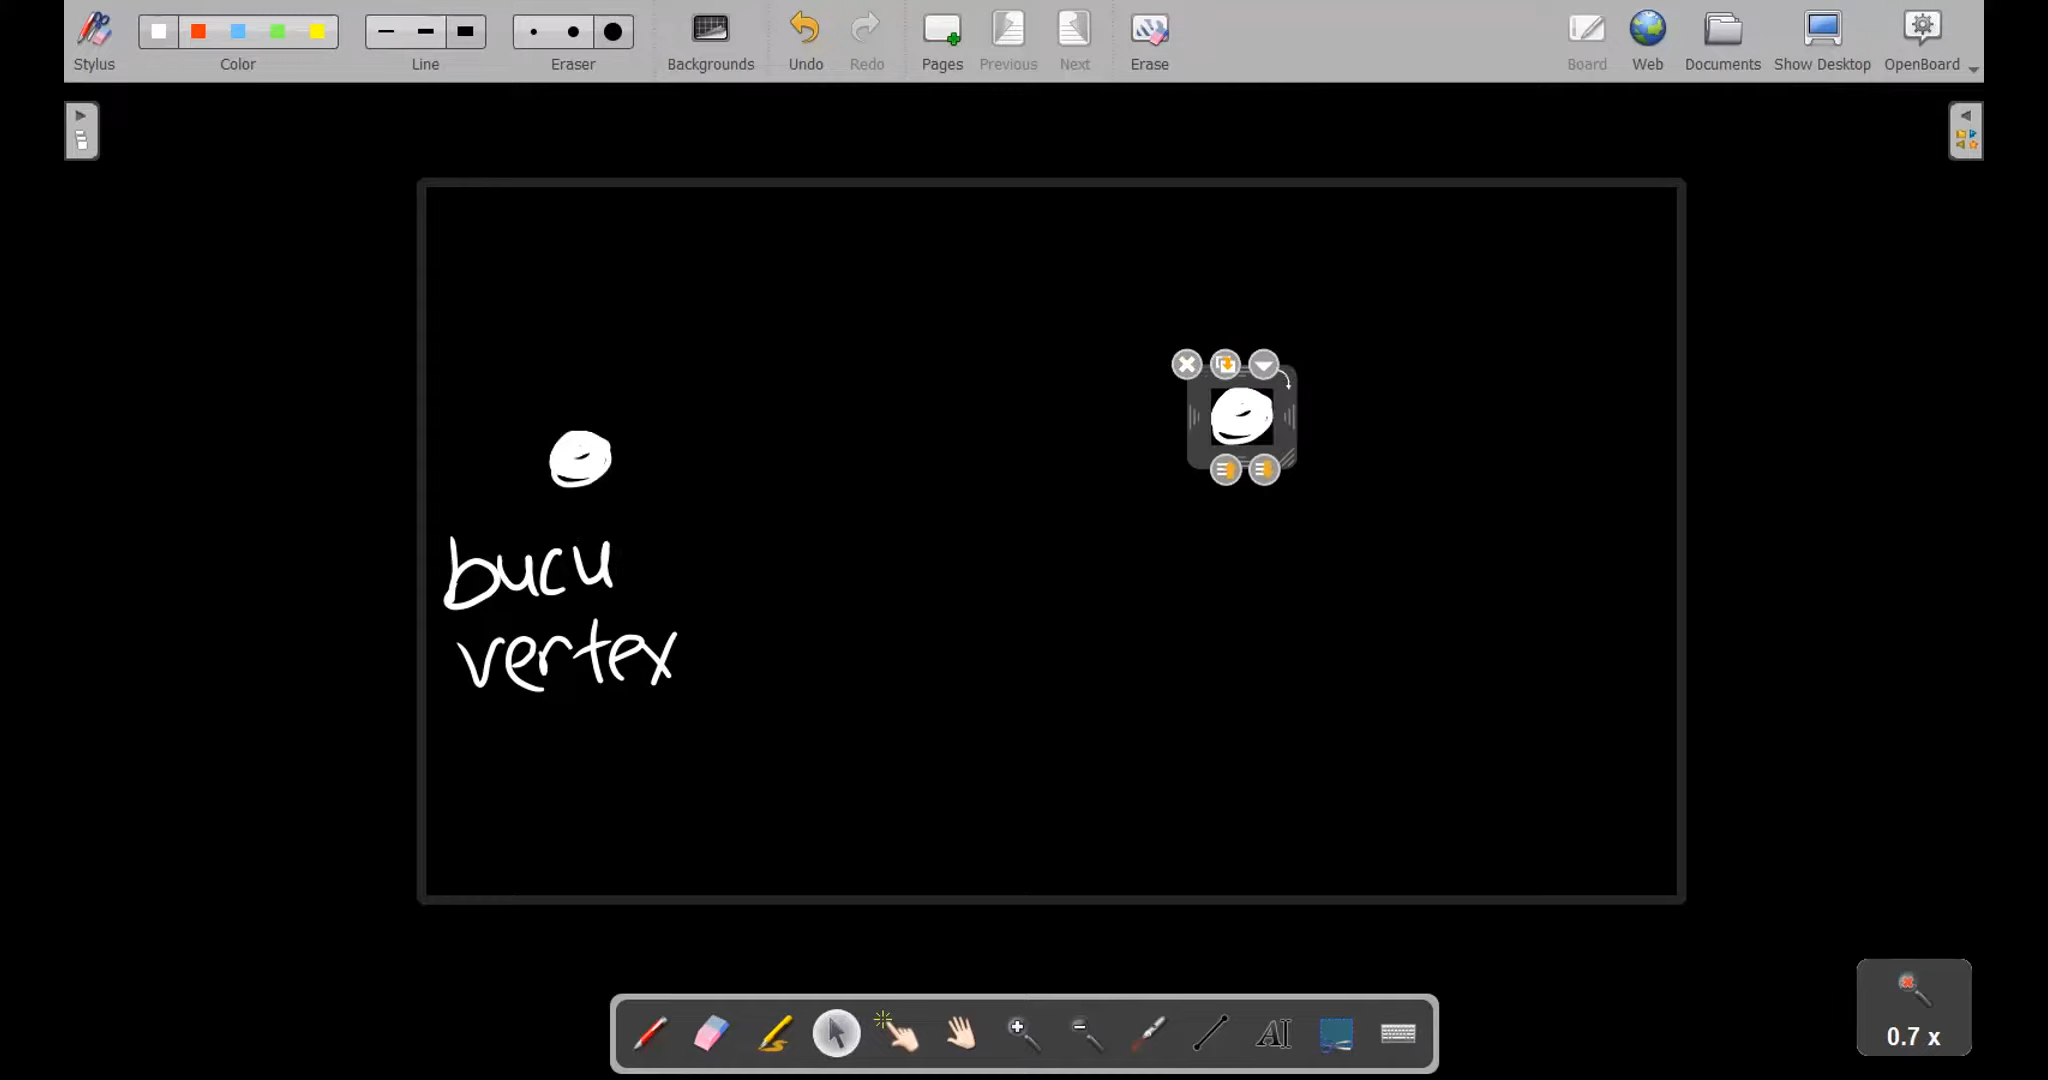 Stylus
Color
Line
Eraser
Backgrounds
Undo
Redo
Pages
Previous
Next
Erase
Board
Web
Documents
Show Desktop
OpenBoard
bucu
vertex
AI
0.7 x